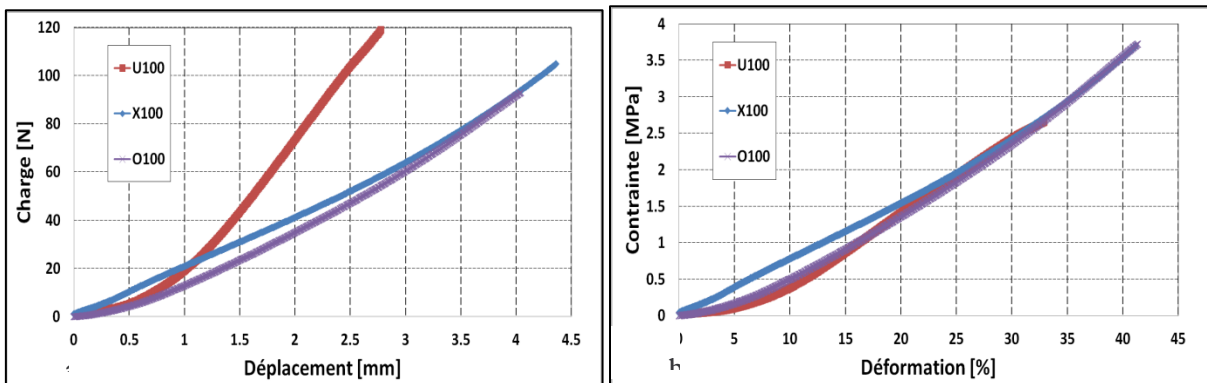 120
100
80
60
40
20
0
Charge [N]
U100
X100
O100
0 0.5 1 1.5 2 2.5 3 3.5 4 4.5
Déplacement [mm]
4
3.5
3
2.5
2
1.5
1
0.5
0
Contrainte [MPa]
U100
X100
O100
0 5 10 15 20 25 30 35 40 45
Déformation [%]